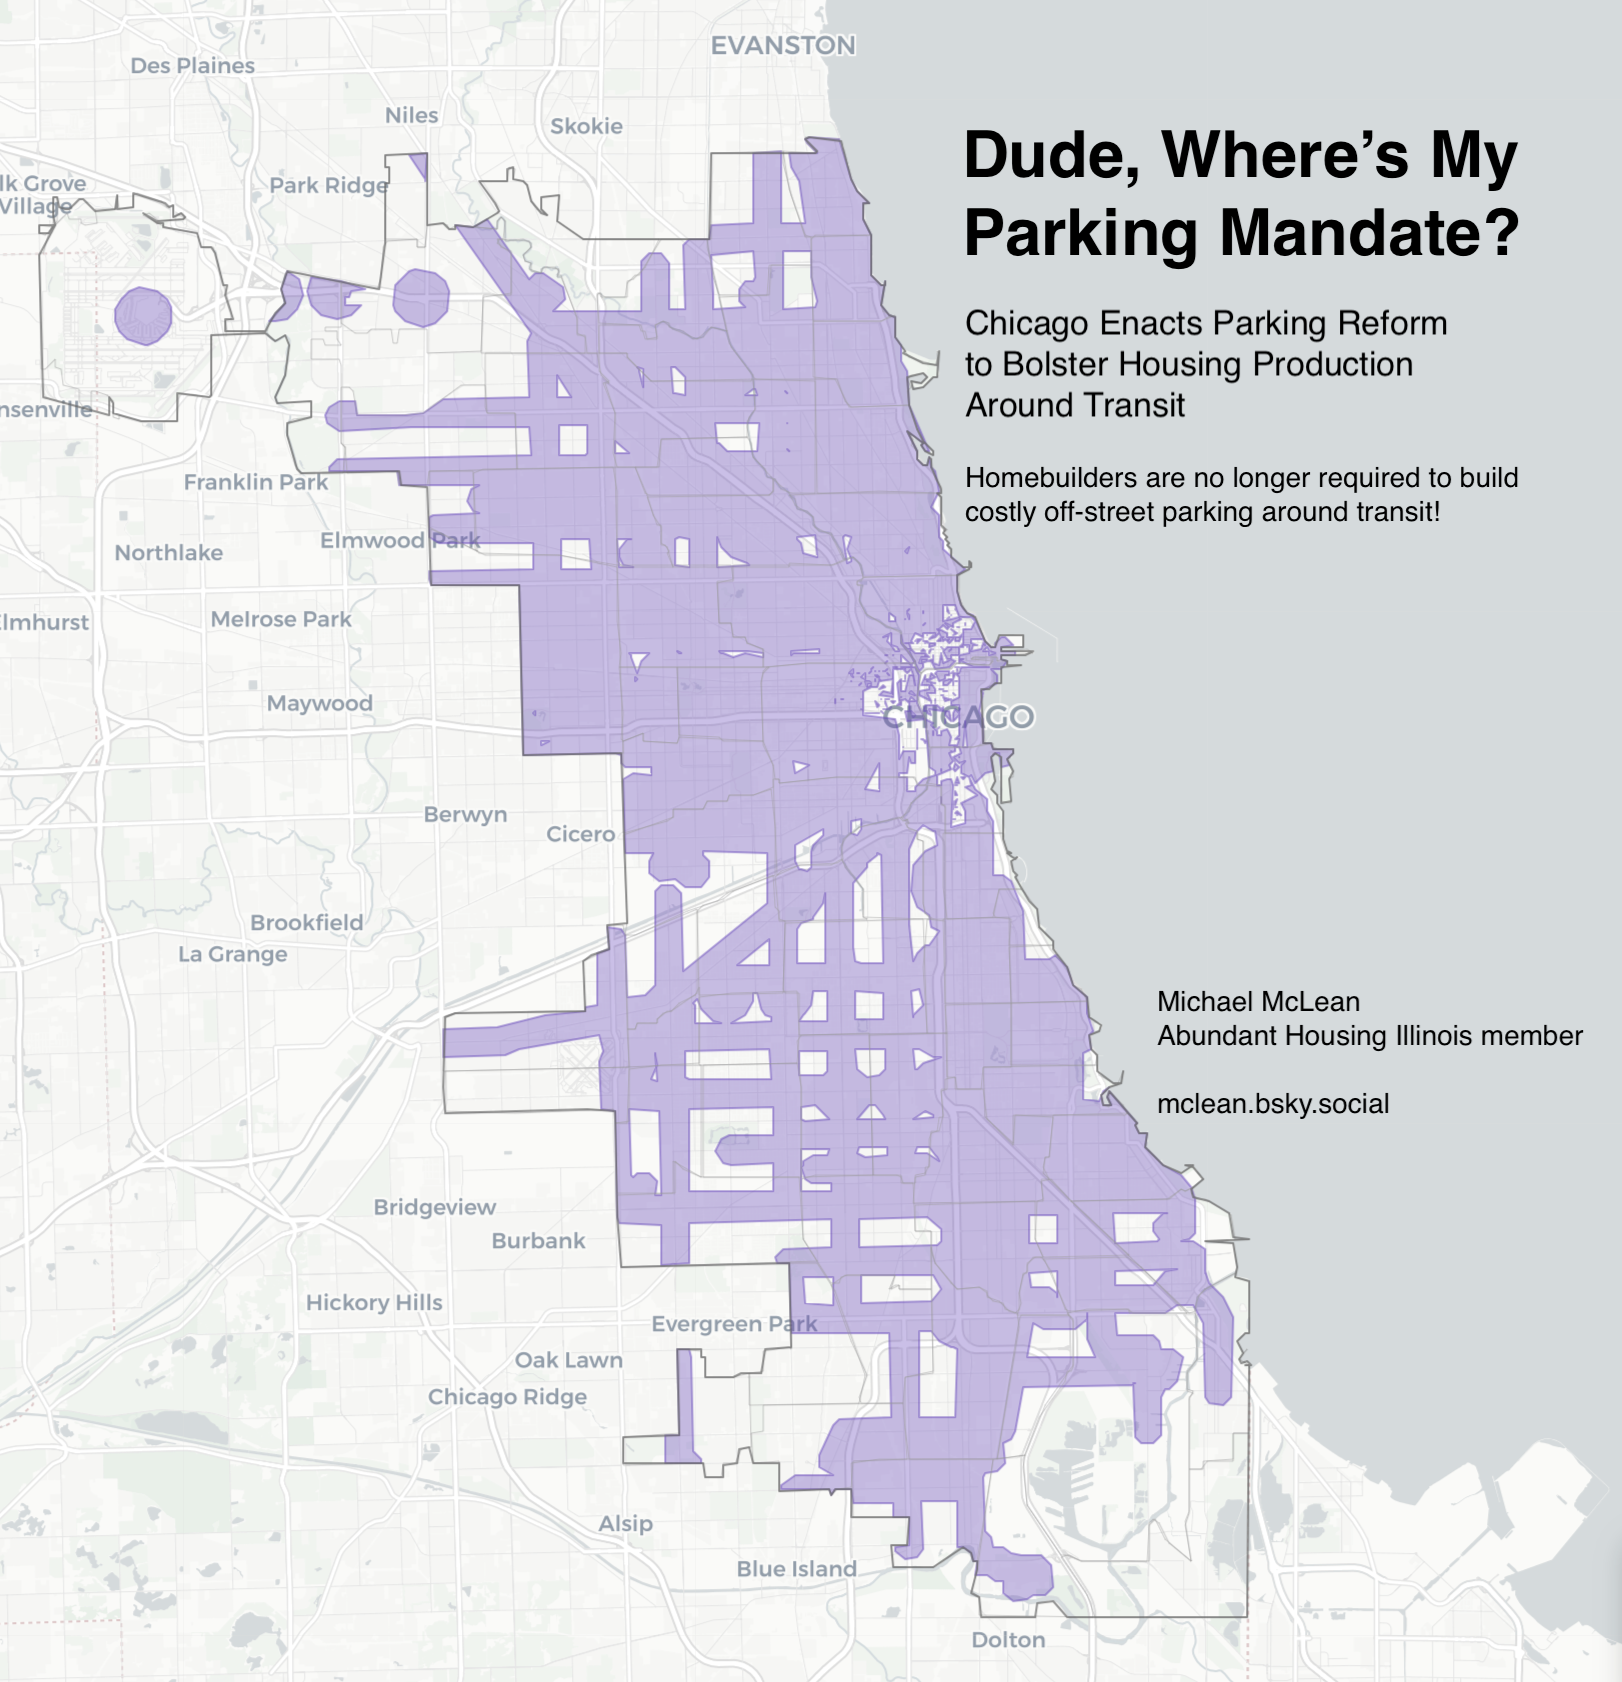 EVANSTON
Des Plaines
Niles
Skokie
Dude, Where's My
Parking Mandate?
lk Grove
Village
Park Ridge
Chicago Enacts Parking Reform
to Bolster Housing Production
Around Transit
nsenville
Franklin Park
Homebuilders are no longer required to build
costly off-street parking around transit!
Elmwood Park
Northlake
Elmhurst
Melrose Park
Maywood
CHICAGO
Berwyn
Cicero
Brookfield
La Grange
Michael McLean
Abundant Housing Illinois member
mclean.bsky.social
Bridgeview
Burbank
Hickory Hills
Evergreen Park
Oak Lawn
Chicago Ridge
Alsip
Blue Island
Dolton